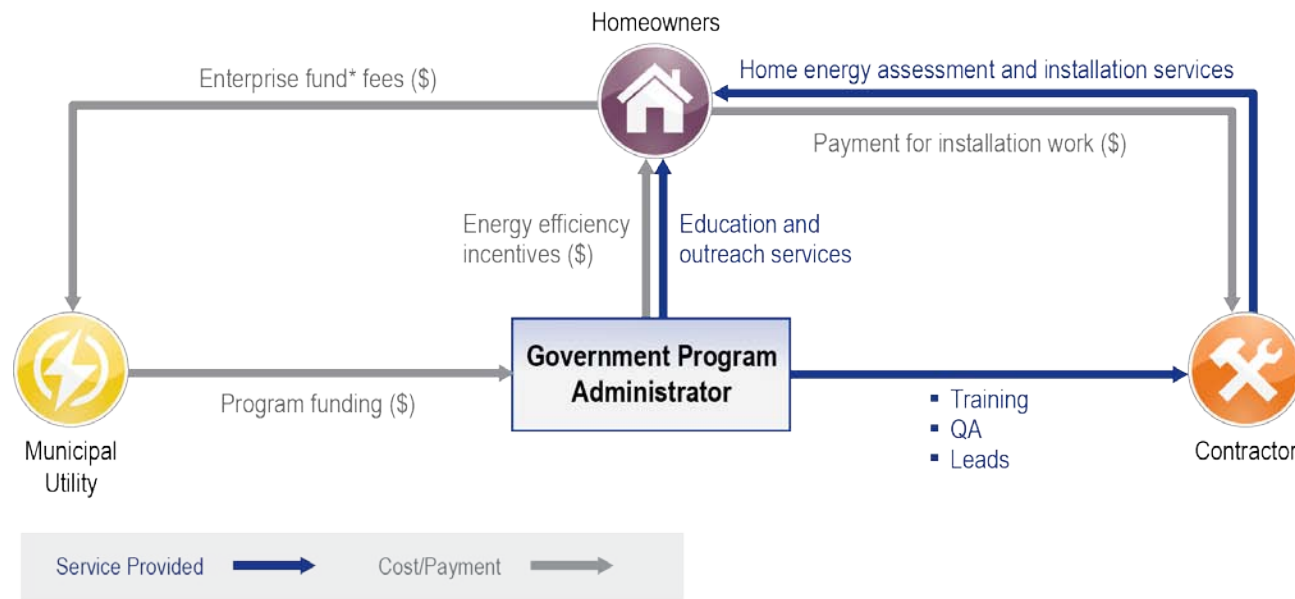 Homeowners
Enterprise fund* fees ($)
Home energy assessment and installation services
Payment for installation work ($)
Energy efficiency
incentives ($)
Education and
outreach services
Government Program
Administrator
Program funding ($)
▪ Training
▪ QA
▪ Leads
Municipal
Utility
Contractor
Service Provided
Cost/Payment